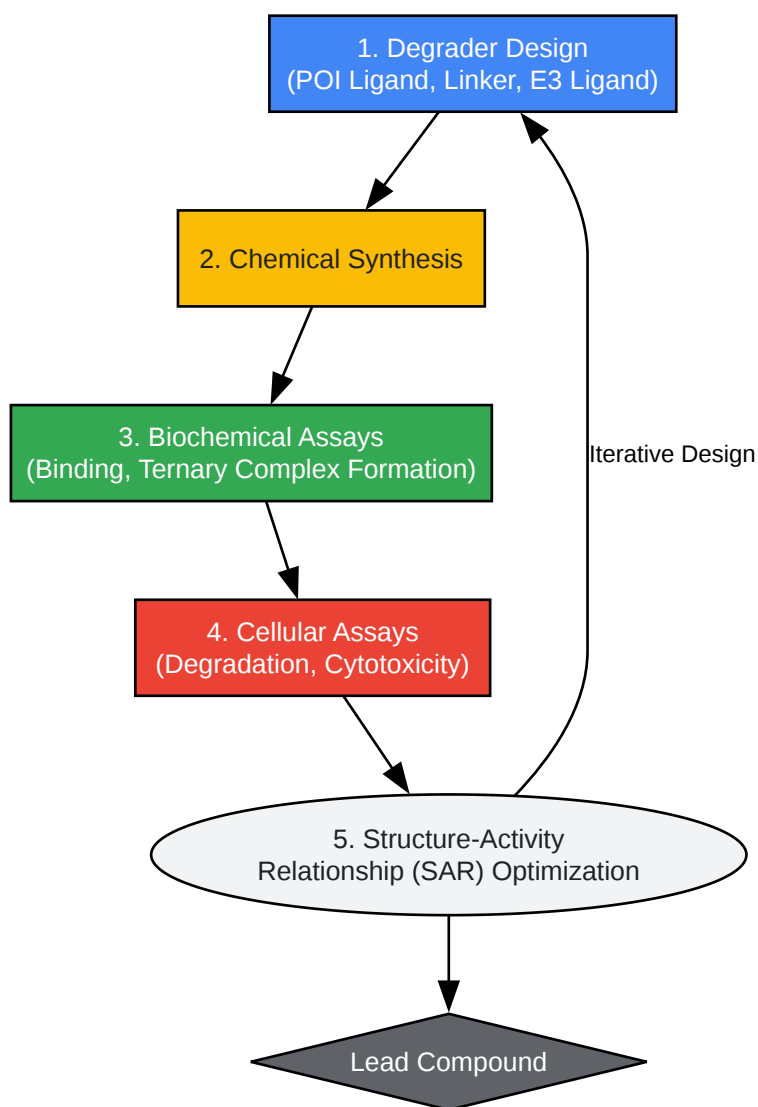 1. Degrader Design
(POI Ligand, Linker, E3 Ligand)
2. Chemical Synthesis
3. Biochemical Assays
(Binding, Ternary Complex Formation)
Iterative Design
4. Cellular Assays
(Degradation, Cytotoxicity)
5. Structure-Activity
Relationship (SAR) Optimization
Lead Compound